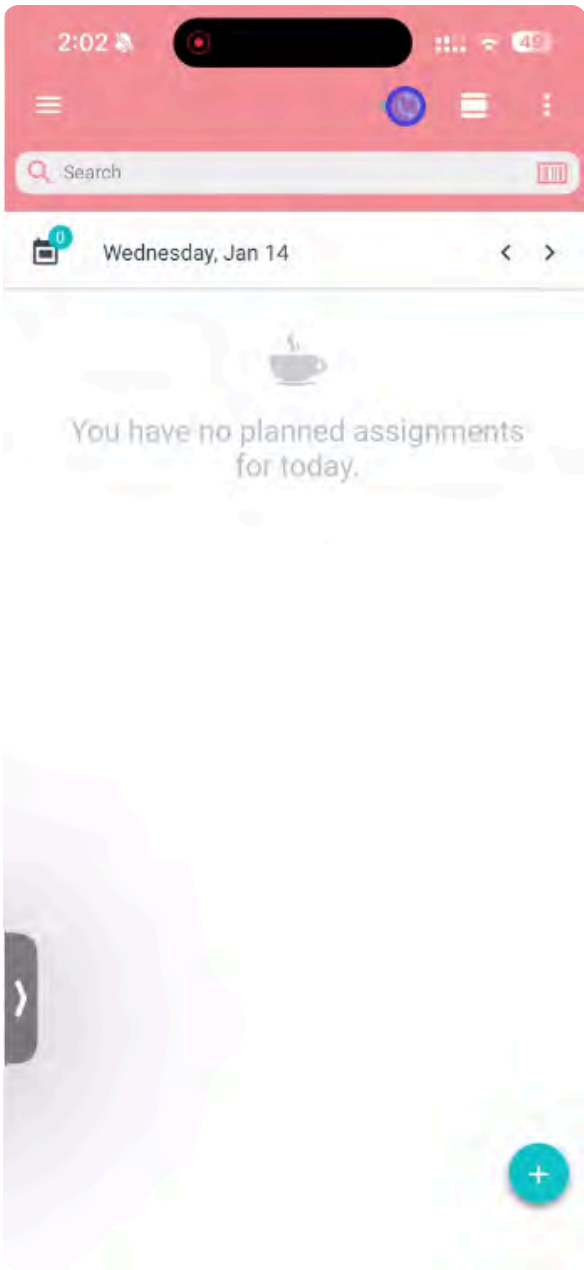 2:02
49
Search
0
Wednesday, Jan 14
You have no planned assignments
for today.